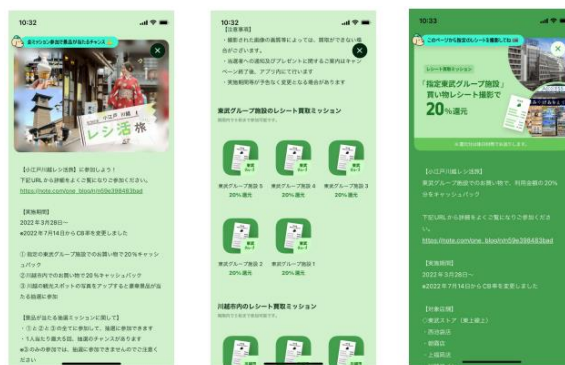 10:32
全ミッション参加で景品が当たるチャンス
小江戸 川越
レシ活旅
【小江戸川越レシ活旅】に参加しよう！
下記URLから詳細をよくご覧になりご参加ください。
https://note.com/one_blog/n/n59e398483bad
【実施期間】
2022年3月28日〜
※2022年7月14日からCB率を変更しました
①指定の東武グループ施設でのお買い物で20%キャッシュバック
②川越市内でのお買い物で20%キャッシュバック
③川越の観光スポットの写真をアップすると豪華景品が当たる抽選に参加
【景品が当たる抽選ミッションに関して】
・①と②と③の全てに参加して、抽選に参加できます
・1人当たり最大5回、抽選のチャンスがあります
※③のみの参加では、抽選に参加できませんのでご注意ください
10:32
【注意事項】
・撮影された画像の画質等によっては、買取ができない場合がございます。
・当選者への通知及びプレゼントに関するご案内はキャンペーン終了後、アプリ内にて行います
・実施期間等が予告なく変更となる場合があります
東武グループ施設のレシート買取ミッション
東武グループ施設 5
20%還元
東武グループ施設 4
20%還元
東武グループ施設 3
20%還元
東武グループ施設 2
20%還元
東武グループ施設 1
20%還元
川越市内のレシート買取ミッション
10:33
このページから指定のレシートを撮影してね
レシート買取ミッション
「指定東武グループ施設」
買い物レシート撮影で
20%還元
【小江戸川越レシ活旅】
東武グループ施設でのお買い物で、利用金額の20%分をキャッシュバック
下記URLから詳細をよくご覧になりご参加ください。
https://note.com/one_blog/n/n59e398483bad
【実施期間】
2022年3月28日〜
※2022年7月14日からCB率を変更しました
【対象店舗】
○東武ストア（東上線上）
・西池袋店
・朝霞店
・上福岡店